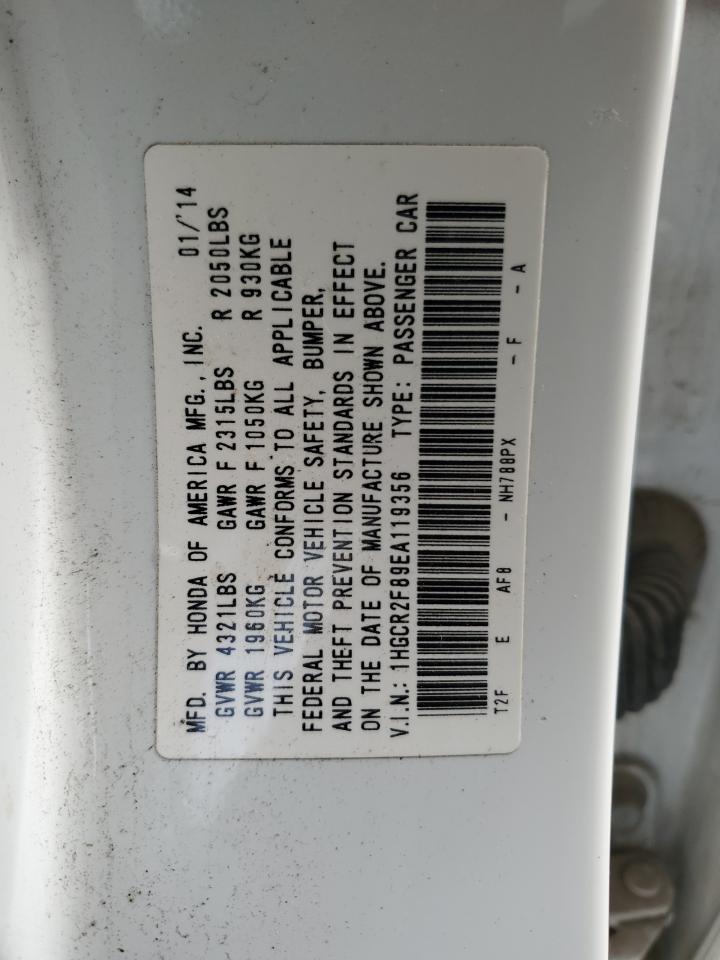 MFD. BY HONDA OF AMERICA MFG., INC. 01/'14
GVWR 4321LBS GAWR F 2315LBS R 2050LBS
GVWR 1960KG GAWR F 1050KG R 930KG
THIS VEHICLE CONFORMS TO ALL APPLICABLE
FEDERAL MOTOR VEHICLE SAFETY, BUMPER,
AND THEFT PREVENTION STANDARDS IN EFFECT
ON THE DATE OF MANUFACTURE SHOWN ABOVE.
V.I.N.: 1HGCR2F89EA119356 TYPE: PASSENGER CAR
T2F E AF8 - NH788PX - F - A